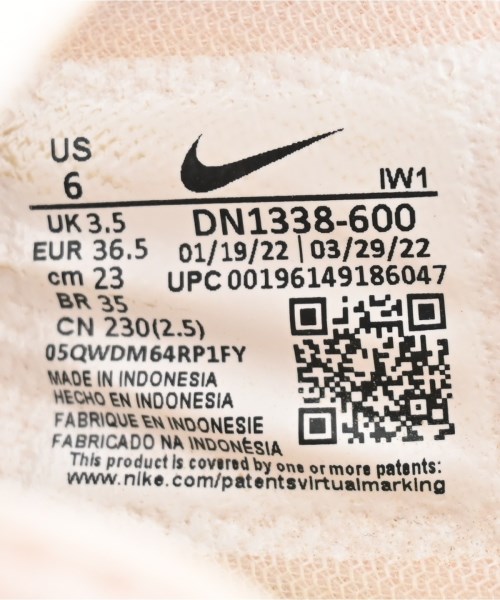 US
6
IW1
UK 3.5
DN1338-600
EUR 36.5
01/19/22 | 03/29/22
cm 23
UPC 00196149186047
BR 35
CN 230(2.5)
05QWDM64RP1FY
MADE IN INDONESIA
HECHO EN INDONESIA
FABRIQUE EN INDONESIE
FABRICADO NA INDONÉSIA
This product is covered by one or more patents:
www.nike.com/patentsvirtualmarking